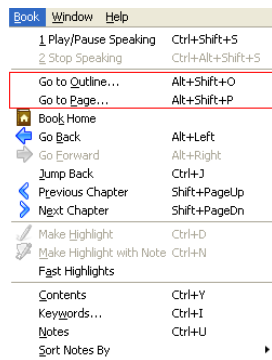 Book Window Help
1 Play/Pause Speaking Ctrl+Shift+S
2 Stop Speaking Ctrl+Alt+Shift+S
Go to Outline... Alt+Shift+O
Go to Page... Alt+Shift+P
Book Home
Go Back Alt+Left
Go Forward Alt+Right
Jump Back Ctrl+J
Previous Chapter Shift+PageUp
Next Chapter Shift+PageDn
Make Highlight Ctrl+D
Make Highlight with Note Ctrl+N
Fast Highlights
Contents Ctrl+Y
Keywords... Ctrl+I
Notes Ctrl+U
Sort Notes By